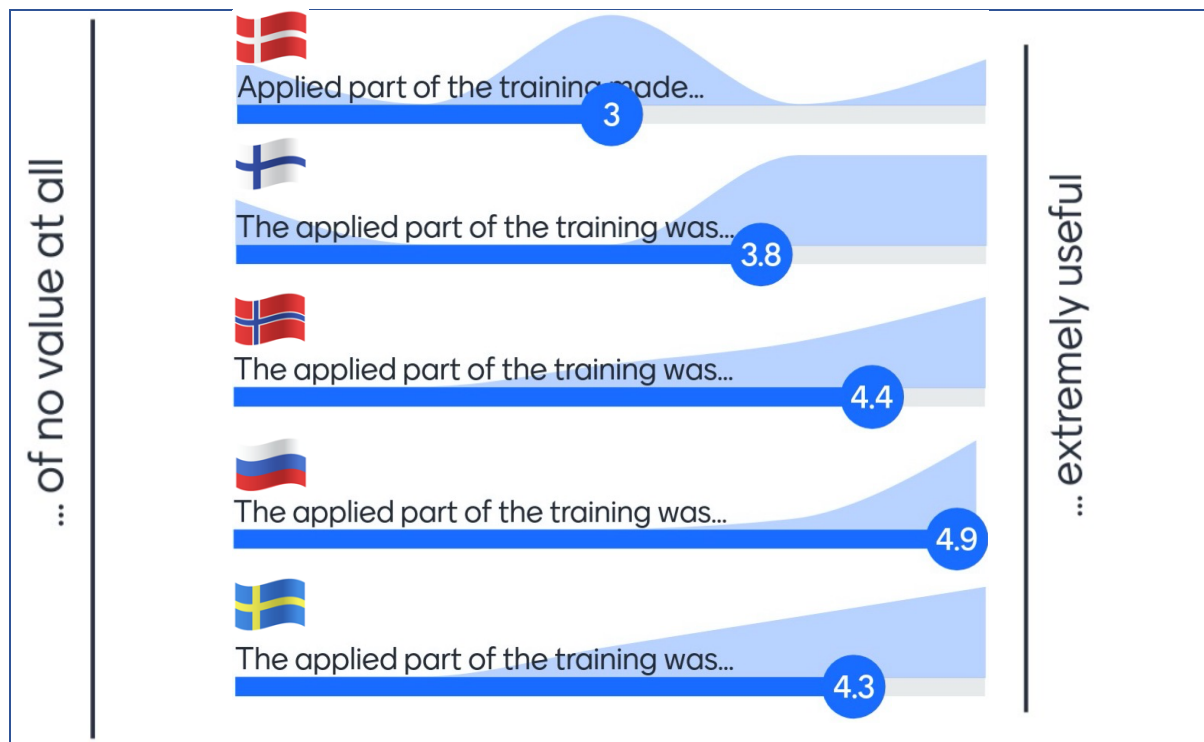 ... of no value at all
Applied part of the training made...
3
The applied part of the training was...
3.8
The applied part of the training was...
4.4
The applied part of the training was...
4.9
The applied part of the training was...
4.3
... extremely useful